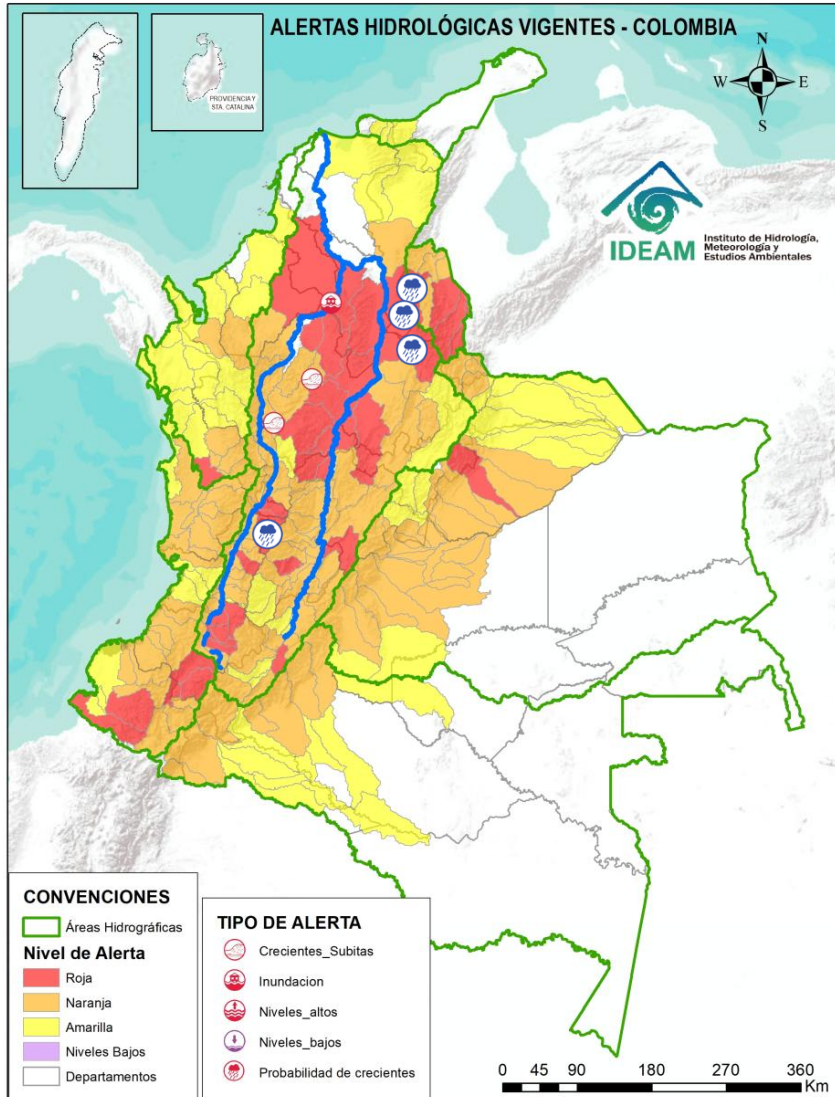 ALERTAS HIDROLÓGICAS VIGENTES - COLOMBIA
PROVIDENCIA Y
STA. CATALINA
N
W
E
S
IDEAM
Instituto de Hidrología,
Meteorología y
Estudios Ambientales
CONVENCIONES
Áreas Hidrográficas
Nivel de Alerta
Roja
Naranja
Amarilla
Niveles Bajos
Departamentos
TIPO DE ALERTA
Crecientes_Subitas
Inundacion
Niveles_altos
Niveles_bajos
Probabilidad de crecientes
0 45 90 180 270 360
Km